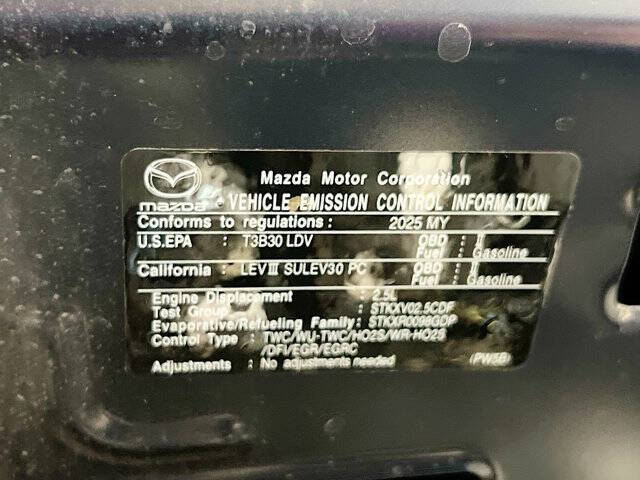 Mazda Motor Corporation
mazda VEHICLE EMISSION CONTROL INFORMATION
Conforms to regulations : 2025 MY
U.S.EPA : T3B30 LDV OBD : II
Fuel : Gasoline
California : LEVⅢ SULEV30 PC OBD : II
Fuel : Gasoline
Engine Displacement : 2.5L
Test Group : STKXV02.5CDF
Evaporative/Refueling Family: STKXR0098GDP
Control Type : TWC/WU-TWC/HO2S/WR-HO2S
/DFI/EGR/EGRC
Adjustments : No adjustments needed (PW5B)